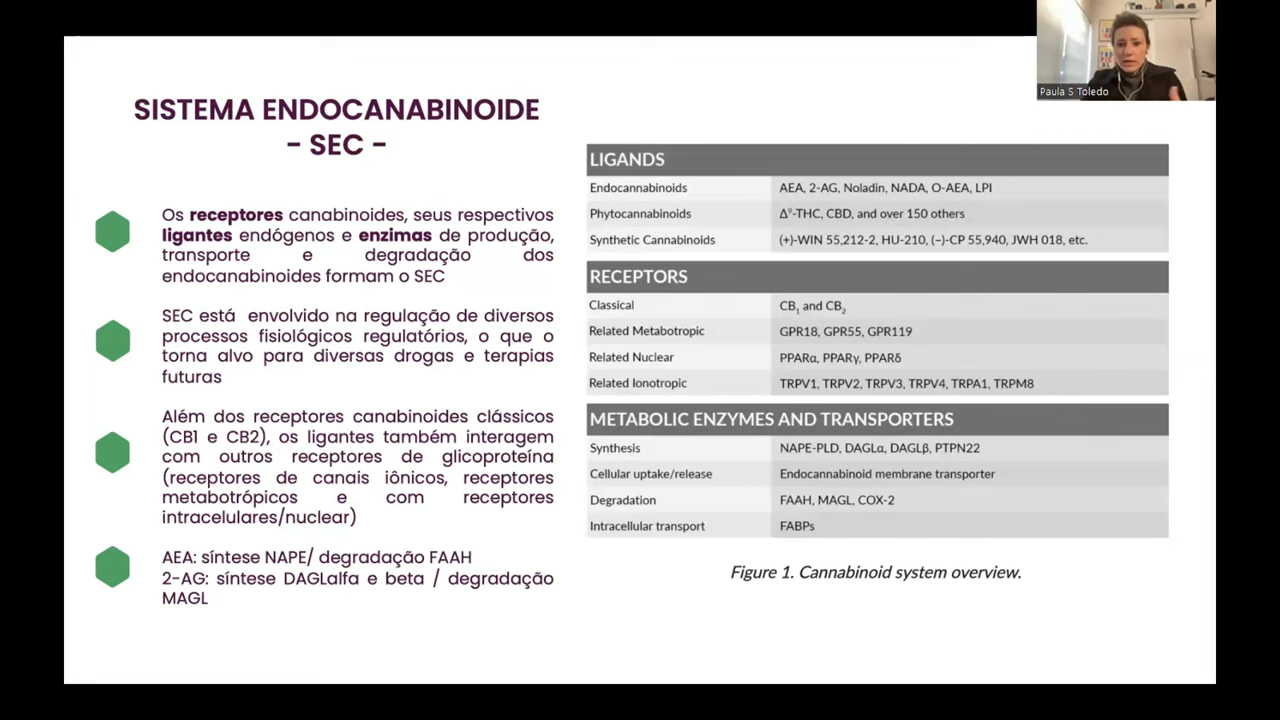 Paula S Toledo
SISTEMA ENDOCANABINOIDE
- SEC -
Os receptores canabinoides, seus respectivos
ligantes endógenos e enzimas de produção,
transporte e degradação dos
endocanabinoides formam o SEC
SEC está envolvido na regulação de diversos
processos fisiológicos regulatórios, o que o
torna alvo para diversas drogas e terapias
futuras
Além dos receptores canabinoides clássicos
(CB1 e CB2), os ligantes também interagem
com outros receptores de glicoproteína
(receptores de canais iônicos, receptores
metabotrópicos e com receptores
intracelulares/nuclear)
AEA: síntese NAPE/ degradação FAAH
2-AG: síntese DAGLalfa e beta / degradação
MAGL
LIGANDS
Endocannabinoids AEA, 2-AG, Noladin, NADA, O-AEA, LPI
Phytocannabinoids Δ⁹-THC, CBD, and over 150 others
Synthetic Cannabinoids (+)-WIN 55,212-2, HU-210, (−)-CP 55,940, JWH 018, etc.
RECEPTORS
Classical CB₁ and CB₂
Related Metabotropic GPR18, GPR55, GPR119
Related Nuclear PPARα, PPARγ, PPARδ
Related Ionotropic TRPV1, TRPV2, TRPV3, TRPV4, TRPA1, TRPM8
METABOLIC ENZYMES AND TRANSPORTERS
Synthesis NAPE-PLD, DAGLα, DAGLβ, PTPN22
Cellular uptake/release Endocannabinoid membrane transporter
Degradation FAAH, MAGL, COX-2
Intracellular transport FABPs
Figure 1. Cannabinoid system overview.